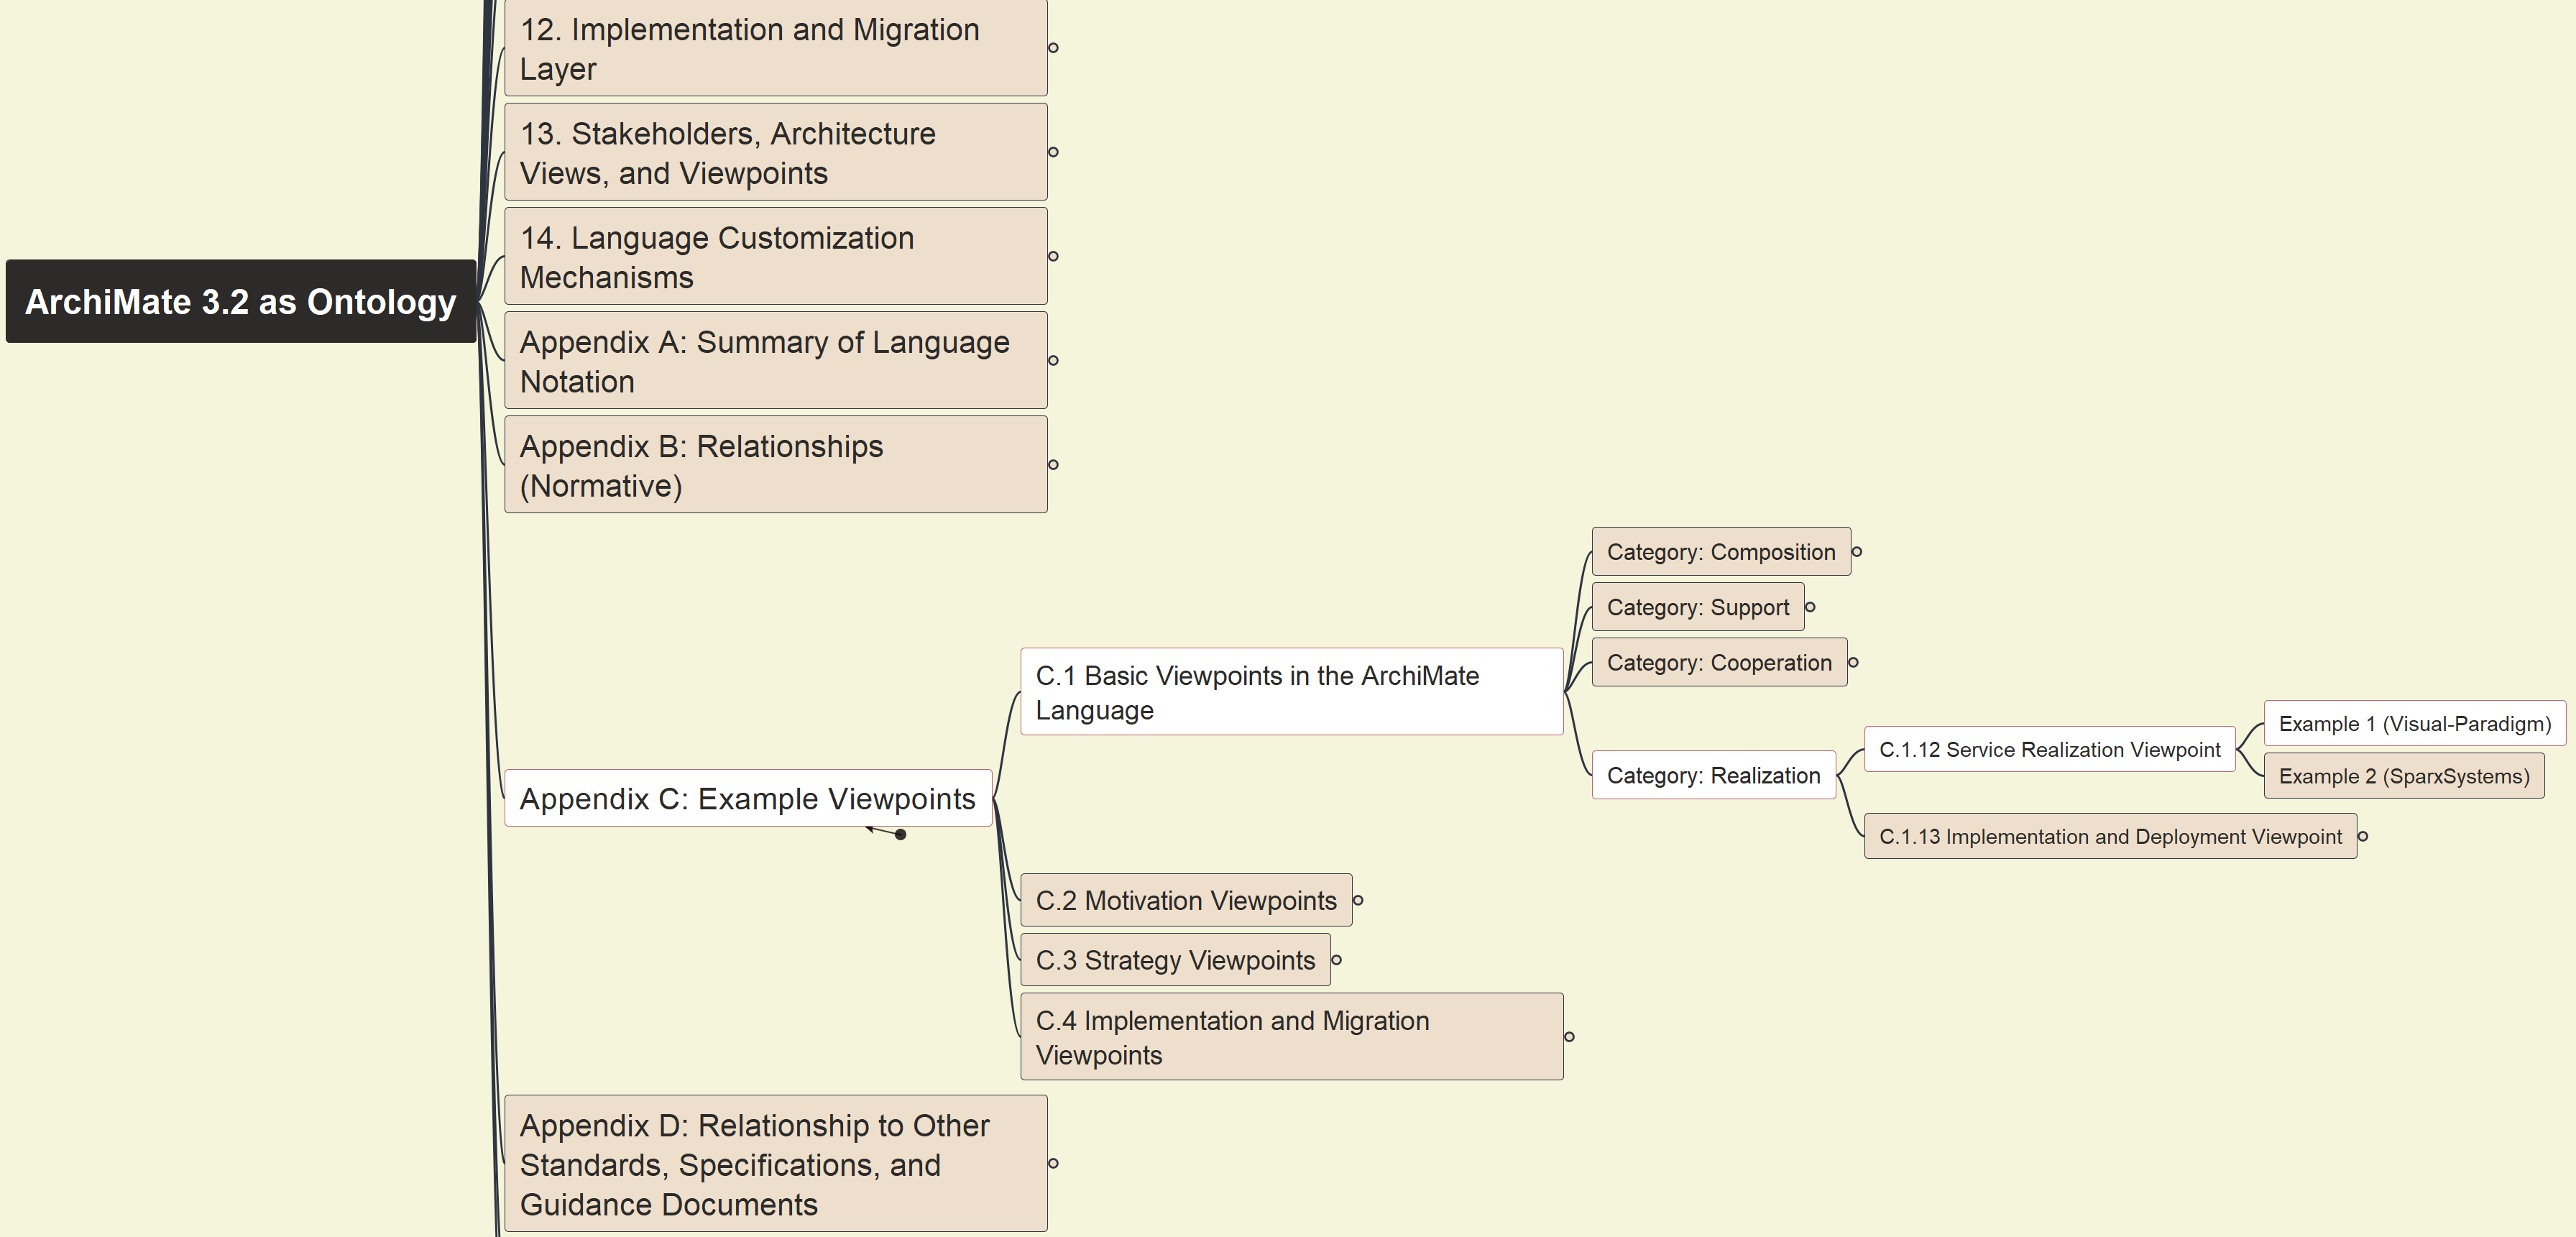 ArchiMate 3.2 as Ontology
12. Implementation and Migration
Layer
13. Stakeholders, Architecture
Views, and Viewpoints
14. Language Customization
Mechanisms
Appendix A: Summary of Language
Notation
Appendix B: Relationships
(Normative)
Appendix C: Example Viewpoints
C.1 Basic Viewpoints in the ArchiMate
Language
Category: Composition
Category: Support
Category: Cooperation
Category: Realization
C.1.12 Service Realization Viewpoint
Example 1 (Visual-Paradigm)
Example 2 (SparxSystems)
C.1.13 Implementation and Deployment Viewpoint
C.2 Motivation Viewpoints
C.3 Strategy Viewpoints
C.4 Implementation and Migration
Viewpoints
Appendix D: Relationship to Other
Standards, Specifications, and
Guidance Documents